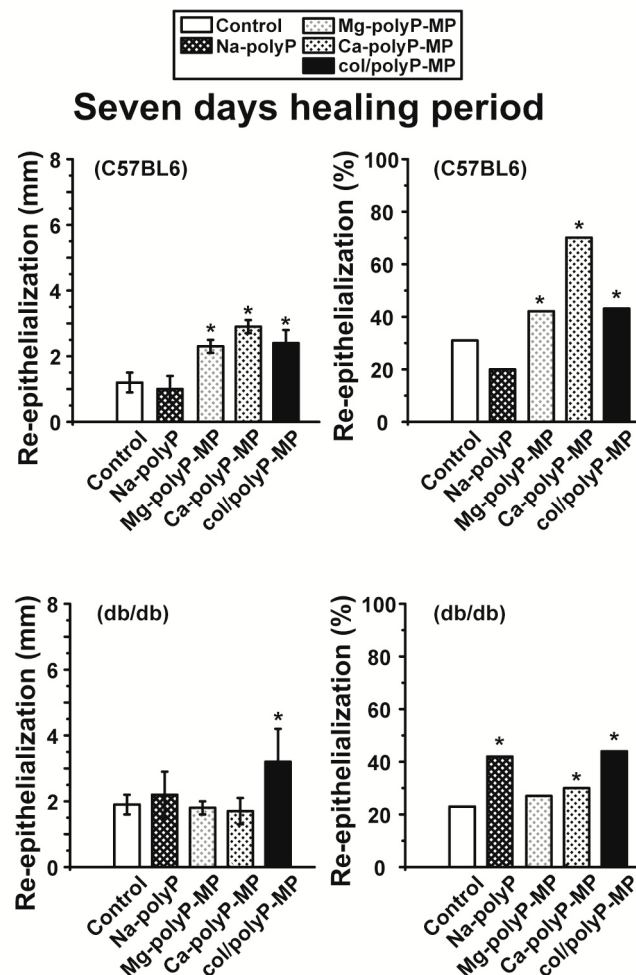 Control
Na-polyP
Mg-polyP-MP
Ca-polyP-MP
col/polyP-MP
Seven days healing period
(C57BL6)
Re-epithelialization (mm)
8
6
4
2
0
*
*
*
Control
Na-polyP
Mg-polyP-MP
Ca-polyP-MP
col/polyP-MP
(C57BL6)
Re-epithelialization (%)
100
80
60
40
20
0
*
*
*
Control
Na-polyP
Mg-polyP-MP
Ca-polyP-MP
col/polyP-MP
(db/db)
Re-epithelialization (mm)
8
6
4
2
0
*
Control
Na-polyP
Mg-polyP-MP
Ca-polyP-MP
col/polyP-MP
(db/db)
Re-epithelialization (%)
100
80
60
40
20
0
*
*
*
Control
Na-polyP
Mg-polyP-MP
Ca-polyP-MP
col/polyP-MP